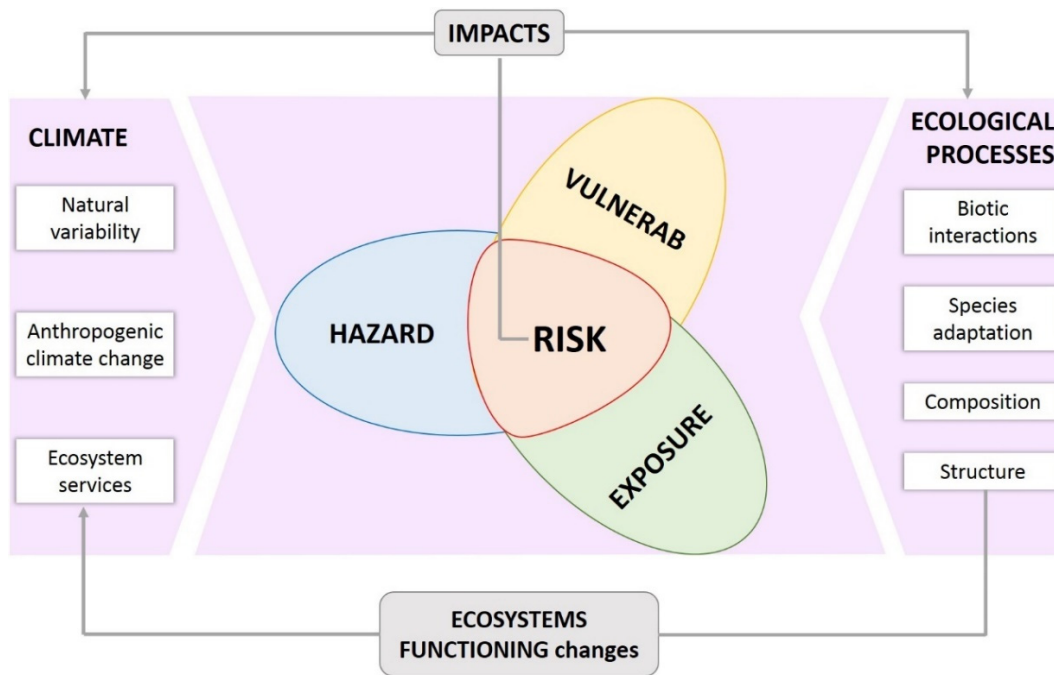 IMPACTS
CLIMATE
Natural
variability
Anthropogenic
climate change
Ecosystem
services
VULNERAB
HAZARD
RISK
EXPOSURE
ECOLOGICAL
PROCESSES
Biotic
interactions
Species
adaptation
Composition
Structure
ECOSYSTEMS
FUNCTIONING changes